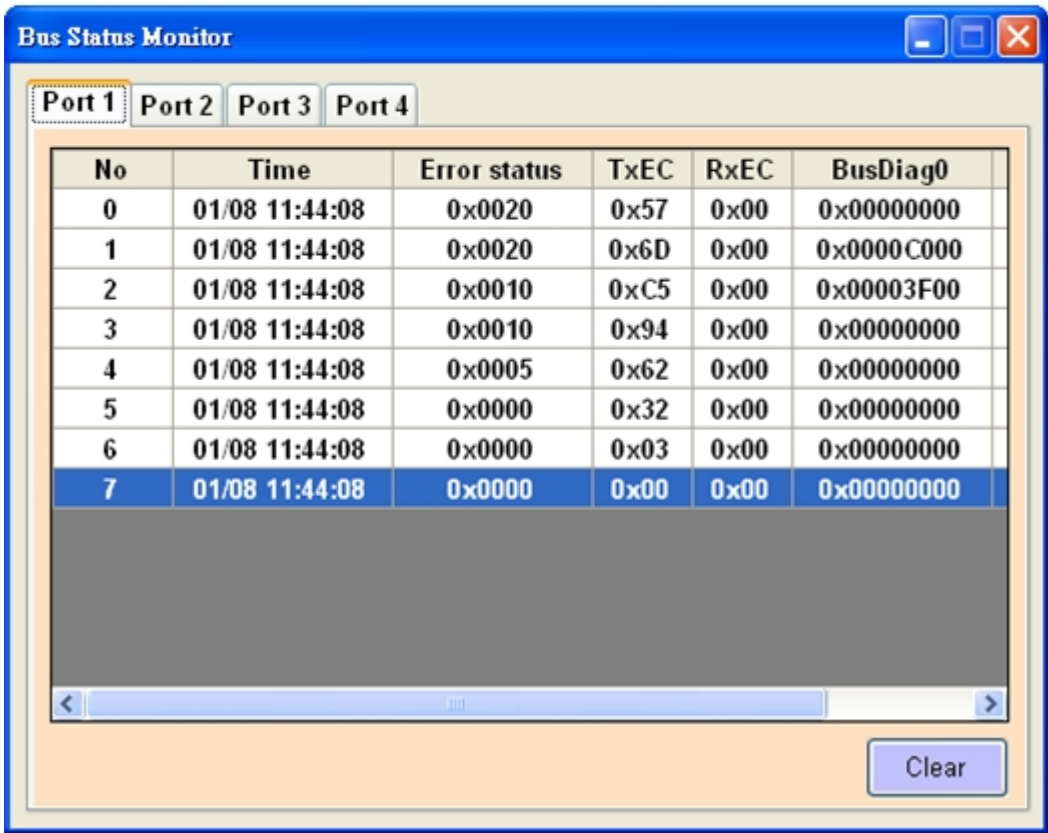 Bus Status Monitor
Port 1 Port 2 Port 3 Port 4
No Time Error status TxEC RxEC BusDiag0
0 01/08 11:44:08 0x0020 0x57 0x00 0x00000000
1 01/08 11:44:08 0x0020 0x6D 0x00 0x0000C000
2 01/08 11:44:08 0x0010 0xC5 0x00 0x00003F00
3 01/08 11:44:08 0x0010 0x94 0x00 0x00000000
4 01/08 11:44:08 0x0005 0x62 0x00 0x00000000
5 01/08 11:44:08 0x0000 0x32 0x00 0x00000000
6 01/08 11:44:08 0x0000 0x03 0x00 0x00000000
7 01/08 11:44:08 0x0000 0x00 0x00 0x00000000
Clear